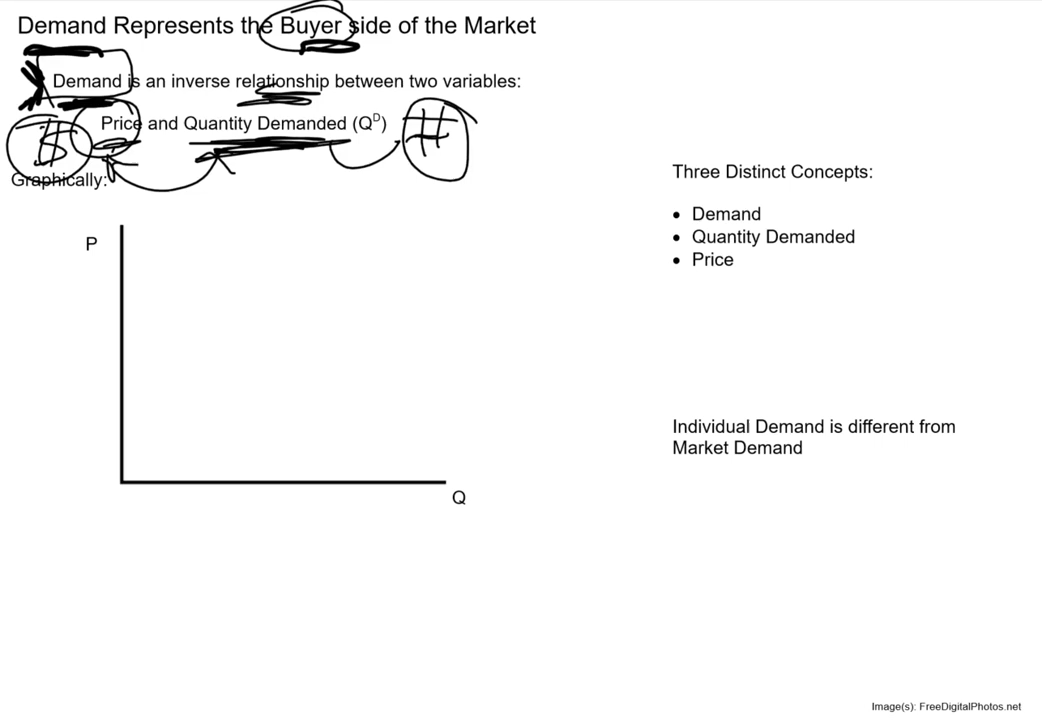 Demand Represents the Buyer side of the Market
Demand is an inverse relationship between two variables:
$ Price and Quantity Demanded (Qᴰ) #
Graphically:
P
Q
Three Distinct Concepts:
• Demand
• Quantity Demanded
• Price
Individual Demand is different from
Market Demand
Image(s): FreeDigitalPhotos.net